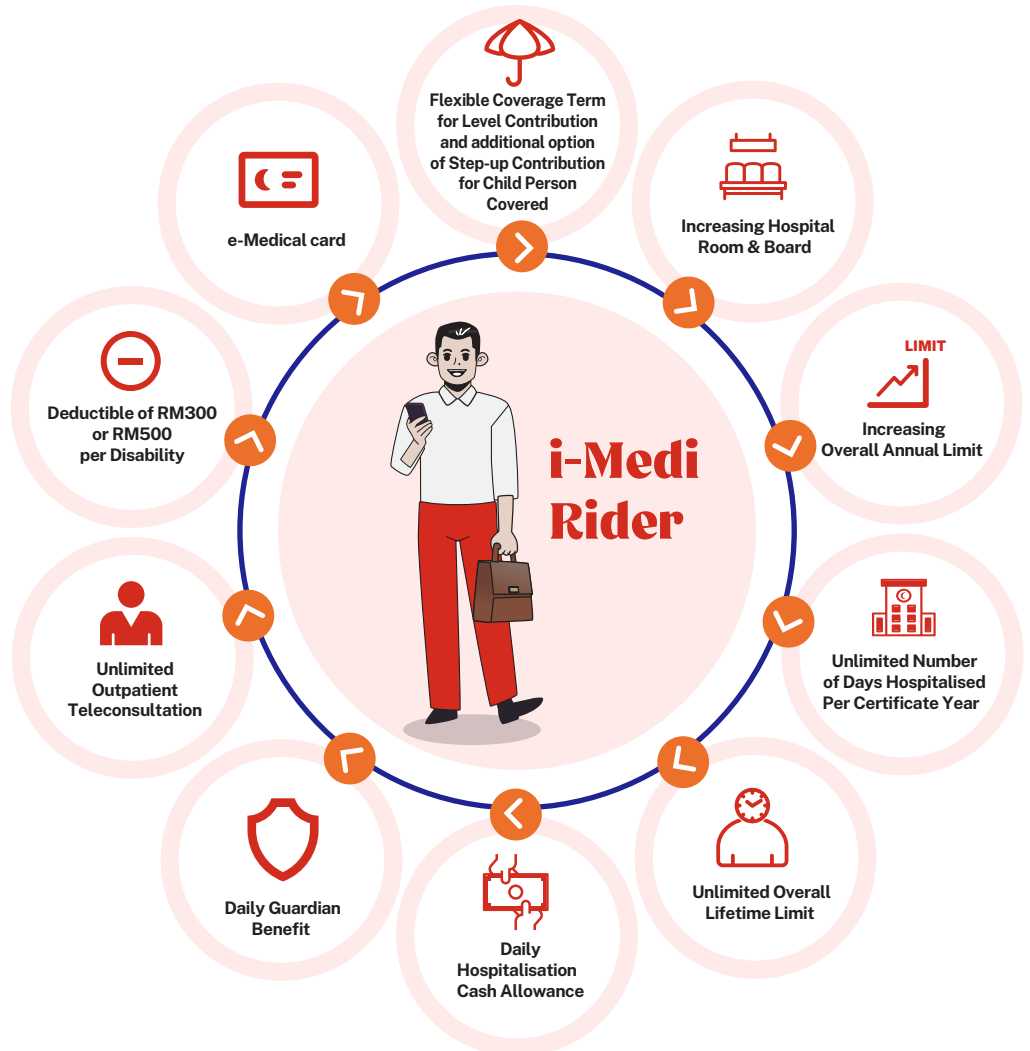 Flexible Coverage Term
for Level Contribution
and additional option
of Step-up Contribution
for Child Person
Covered
Increasing Hospital
Room & Board
LIMIT
Increasing
Overall Annual Limit
Unlimited Number
of Days Hospitalised
Per Certificate Year
Unlimited Overall
Lifetime Limit
Daily
Hospitalisation
Cash Allowance
Daily Guardian
Benefit
Unlimited
Outpatient
Teleconsultation
Deductible of RM300
or RM500
per Disability
e-Medical card
i-Medi
Rider